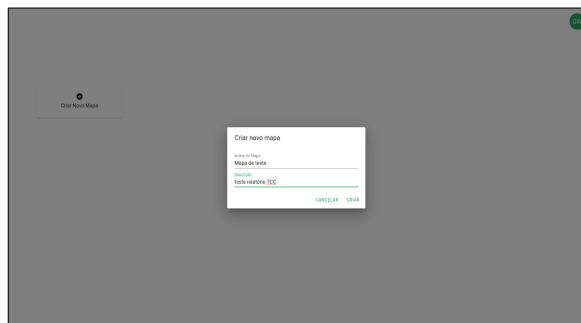 Criar Novo Mapa
Criar novo mapa
Nome do Mapa
Mapa de teste
Descrição
teste relatório TCC
CANCELAR CRIAR